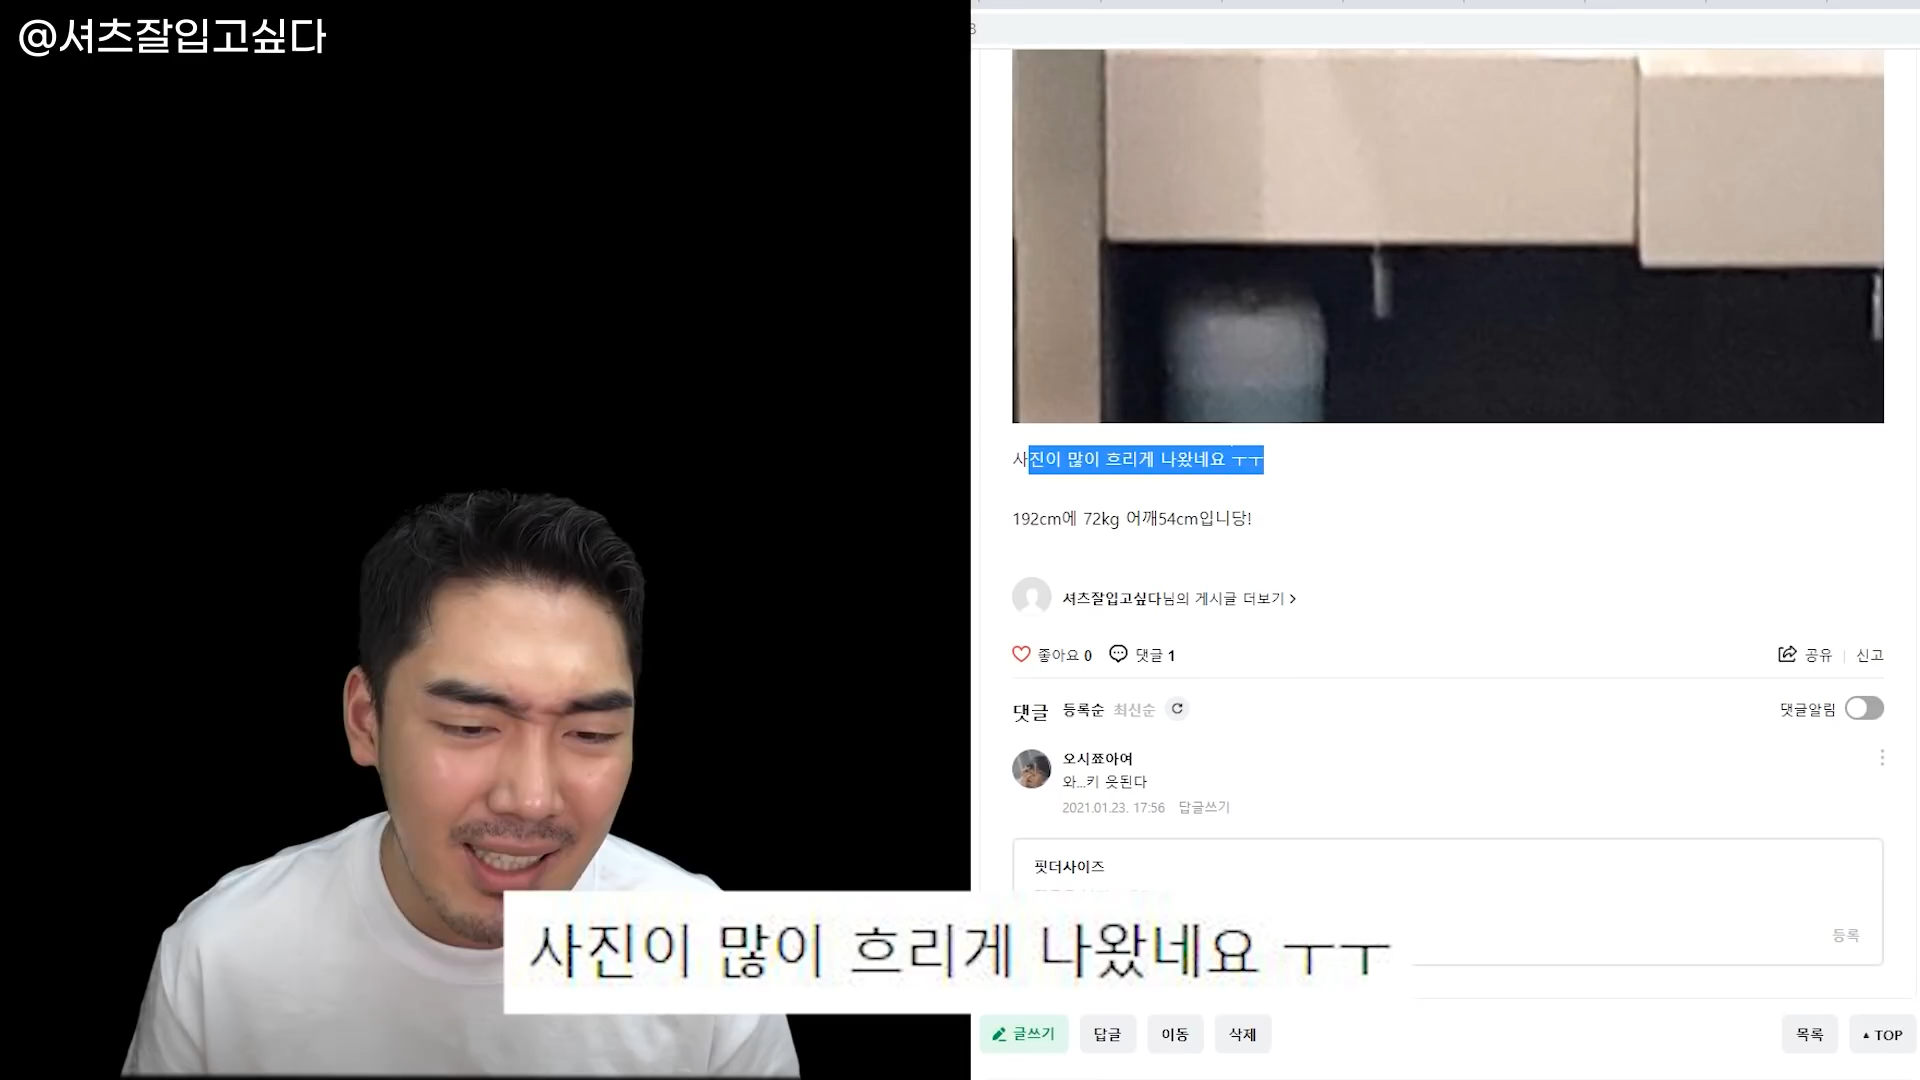 @셔츠잘입고싶다
사진이 많이 흐리게 나왔네요 ㅜㅜ
192cm에 72kg 어깨54cm입니당!
셔츠잘입고싶다님의 게시글 더보기
좋아요 0 댓글 1 공유 신고
댓글 등록순 최신순 댓글알림
오시쬬아여
와...키 읏된다
2021.01.23. 17:56 답글쓰기
핏더사이즈
등록
사진이 많이 흐리게 나왔네요 ㅜㅜ
글쓰기 답글 이동 삭제 목록 TOP